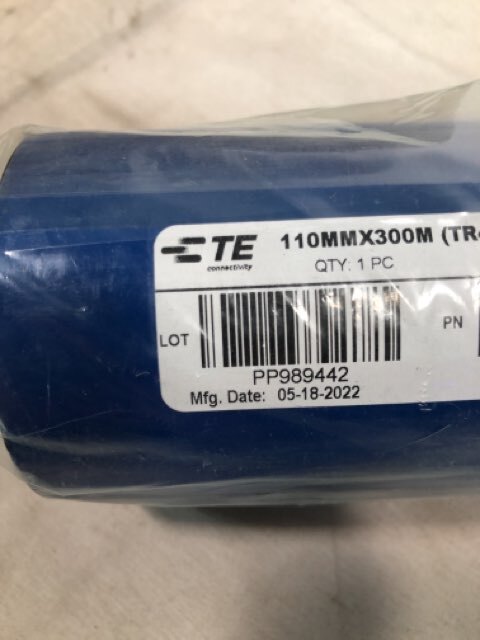 TE 110MMX300M (TR
connectivity
QTY: 1 PC
LOT
PN
PP989442
Mfg. Date: 05-18-2022